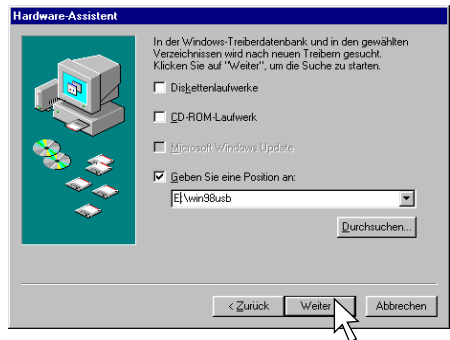 Hardware-Assistent
In der Windows-Treiberdatenbank und in den gewählten
Verzeichnissen wird nach neuen Treibern gesucht.
Klicken Sie auf "Weiter", um die Suche zu starten.
Diskettenlaufwerke
CD-ROM-Laufwerk
Microsoft Windows Update
Geben Sie eine Position an:
E:\win98usb
Durchsuchen...
< Zurück Weiter Abbrechen